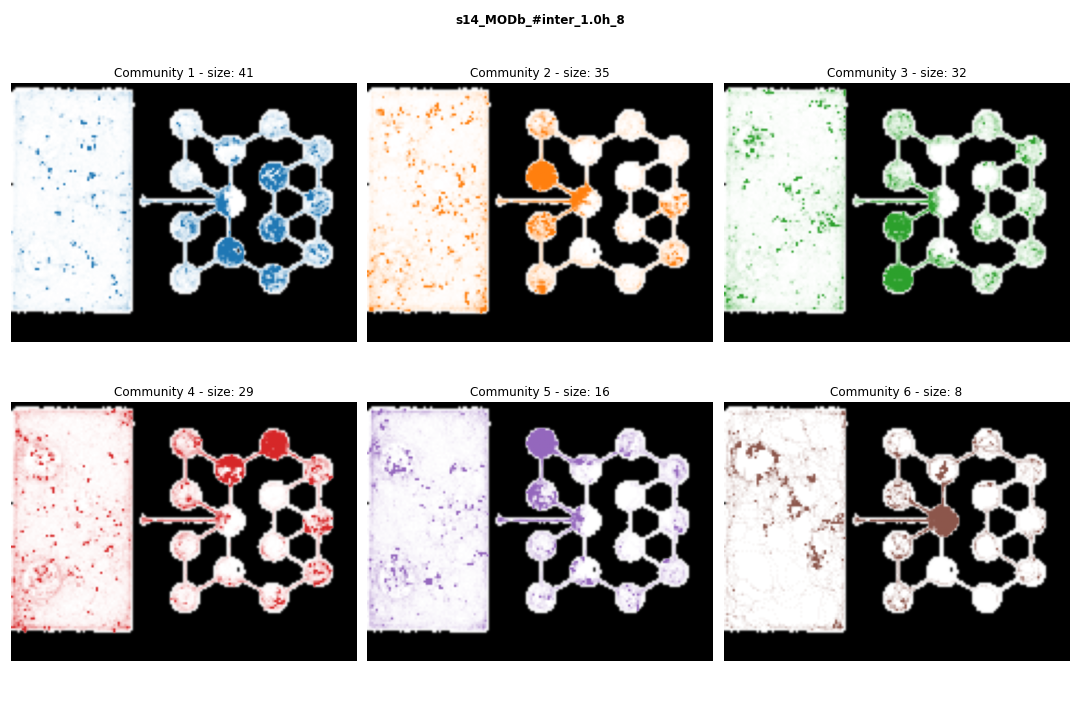 s14_MODb_#inter_1.0h_8
Community 1 - size: 41
Community 2 - size: 35
Community 3 - size: 32
Community 4 - size: 29
Community 5 - size: 16
Community 6 - size: 8